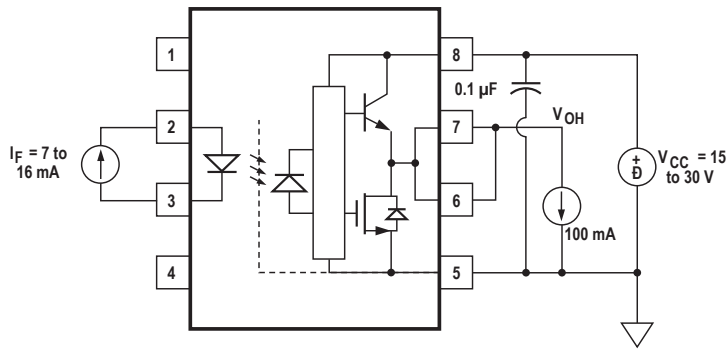 1
8
0.1 µF
I_F = 7 to
16 mA
2
7
V_OH
+
Đ
V_CC = 15
to 30 V
3
6
100 mA
4
5